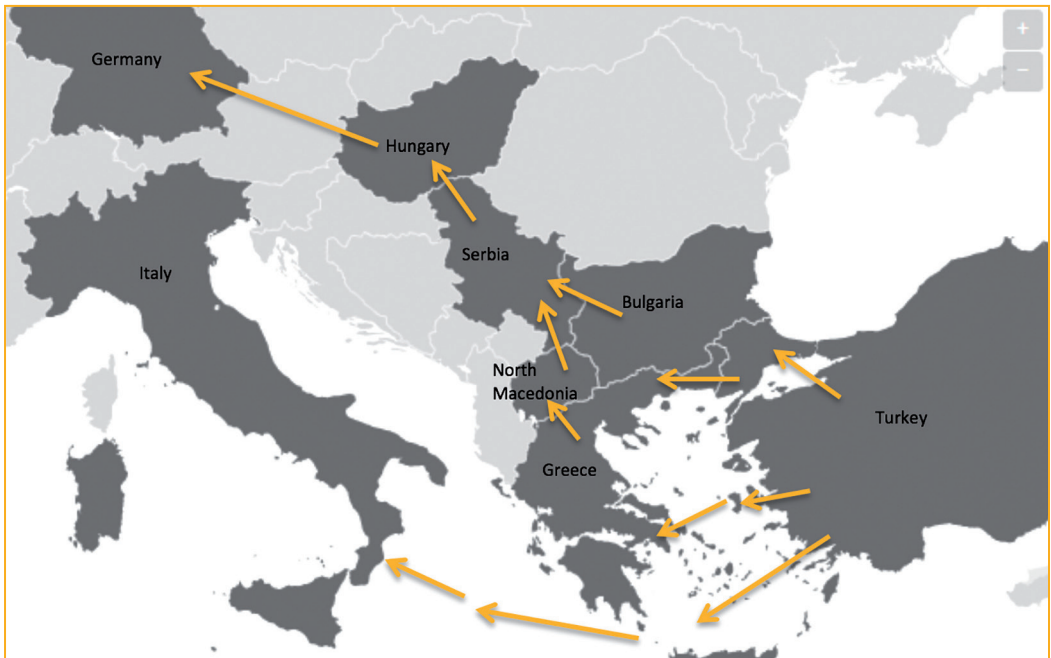 +
Germany
−
Hungary
Serbia
Italy
Bulgaria
North
Macedonia
Turkey
Greece